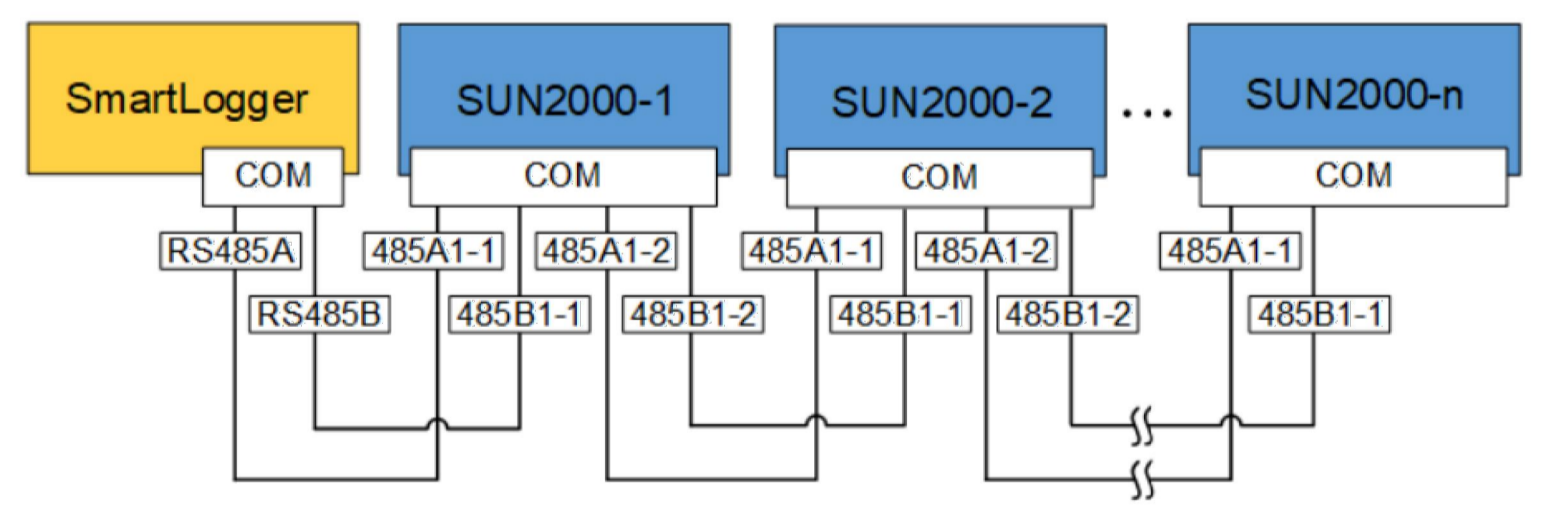 SmartLogger
SUN2000-1
SUN2000-2
...
SUN2000-n
COM
COM
COM
COM
RS485A
485A1-1
485A1-2
485A1-1
485A1-2
485A1-1
RS485B
485B1-1
485B1-2
485B1-1
485B1-2
485B1-1